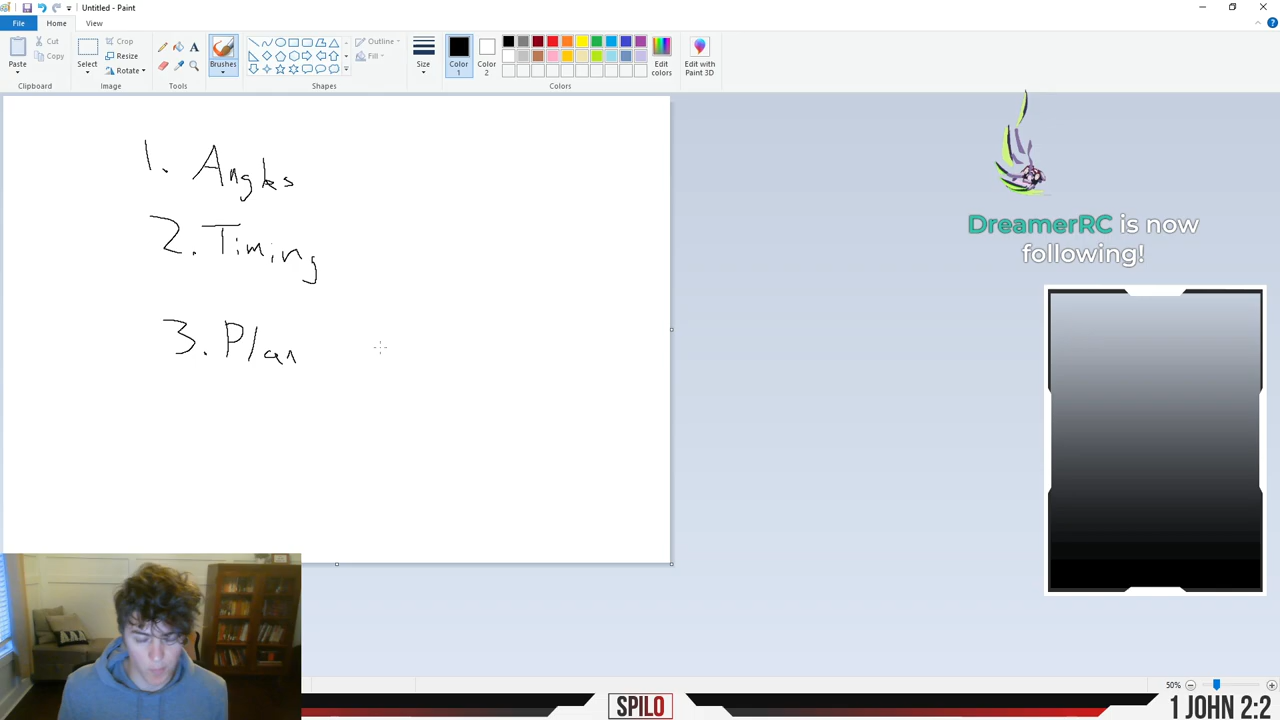 Untitled - Paint
File Home View
Paste
Cut
Copy
Clipboard
Select
Crop
Resize
Rotate
Image
A
Tools
Brushes
Outline
Fill
Shapes
Size
Color 1
Color 2
Edit colors
Colors
Edit with Paint 3D
1. Angles
2. Timing
3. Plan
DreamerRC is now
following!
50%
SPILO
1 JOHN 2:2